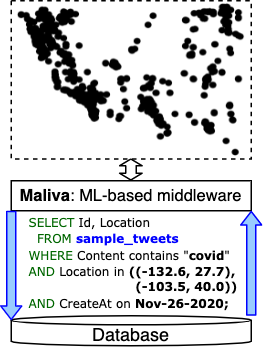 Maliva: ML-based middleware
SELECT Id, Location
FROM sample_tweets
WHERE Content contains "covid"
AND Location in ((-132.6, 27.7),
(-103.5, 40.0))
AND CreateAt on Nov-26-2020;
Database